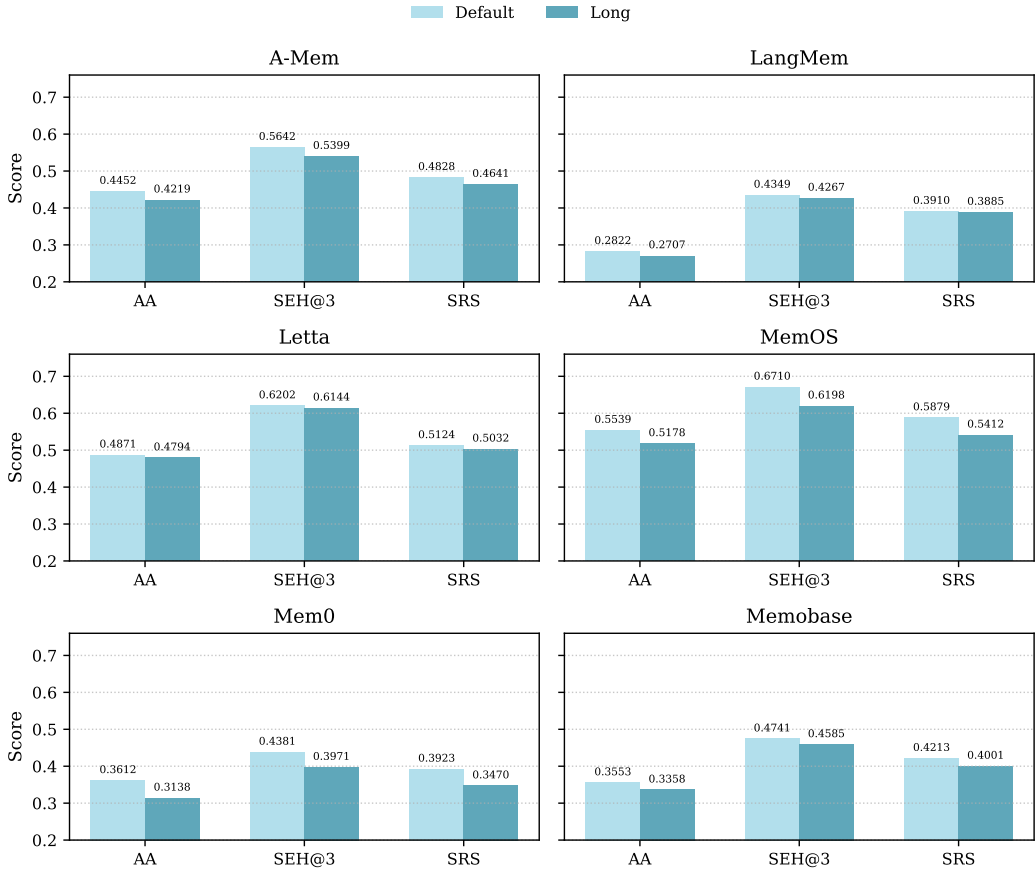 Default Long
A-Mem
Score
0.7
0.6
0.5
0.4
0.3
0.2
0.4452 0.4219 0.5642 0.5399 0.4828 0.4641
AA SEH@3 SRS
LangMem
0.2822 0.2707 0.4349 0.4267 0.3910 0.3885
AA SEH@3 SRS
Letta
Score
0.7
0.6
0.5
0.4
0.3
0.2
0.4871 0.4794 0.6202 0.6144 0.5124 0.5032
AA SEH@3 SRS
MemOS
0.5539 0.5178 0.6710 0.6198 0.5879 0.5412
AA SEH@3 SRS
Mem0
Score
0.7
0.6
0.5
0.4
0.3
0.2
0.3612 0.3138 0.4381 0.3971 0.3923 0.3470
AA SEH@3 SRS
Memobase
0.3553 0.3358 0.4741 0.4585 0.4213 0.4001
AA SEH@3 SRS